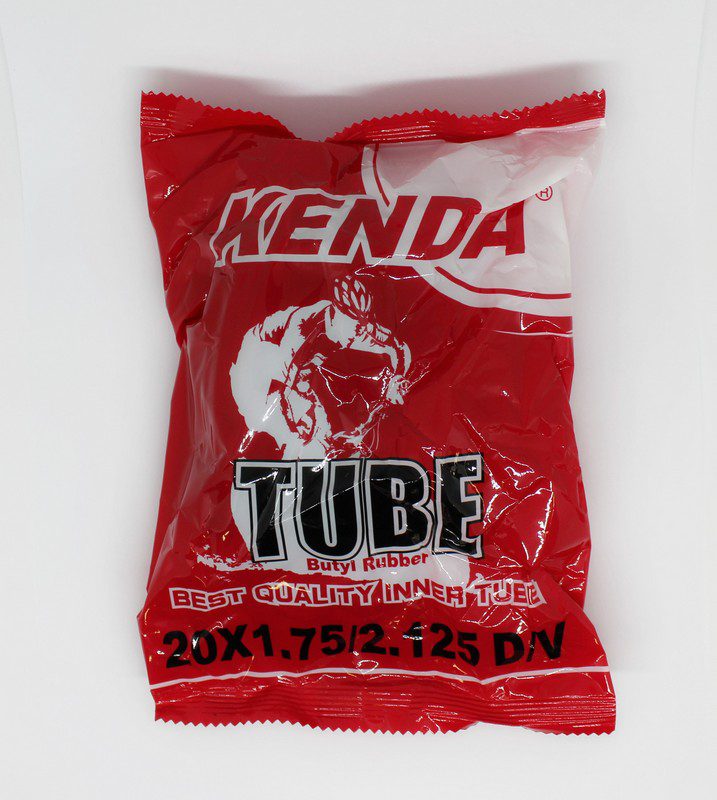 KENDA®
TUBE
Butyl Rubber
BEST QUALITY INNER TUBE
20X1.75/2.125 D/V